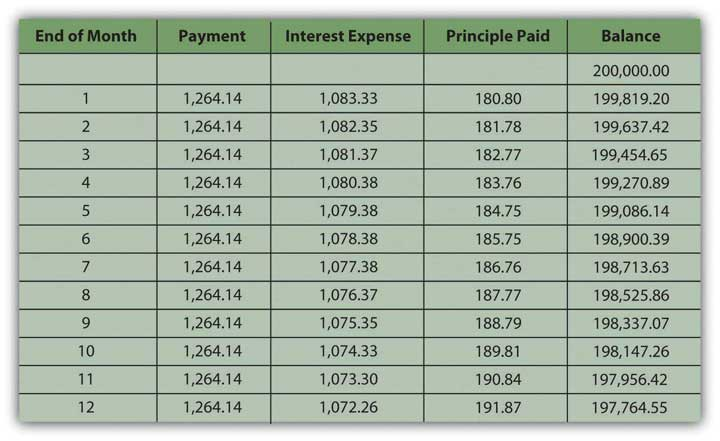 End of Month Payment Interest Expense Principle Paid Balance
200,000.00
1 1,264.14 1,083.33 180.80 199,819.20
2 1,264.14 1,082.35 181.78 199,637.42
3 1,264.14 1,081.37 182.77 199,454.65
4 1,264.14 1,080.38 183.76 199,270.89
5 1,264.14 1,079.38 184.75 199,086.14
6 1,264.14 1,078.38 185.75 198,900.39
7 1,264.14 1,077.38 186.76 198,713.63
8 1,264.14 1,076.37 187.77 198,525.86
9 1,264.14 1,075.35 188.79 198,337.07
10 1,264.14 1,074.33 189.81 198,147.26
11 1,264.14 1,073.30 190.84 197,956.42
12 1,264.14 1,072.26 191.87 197,764.55